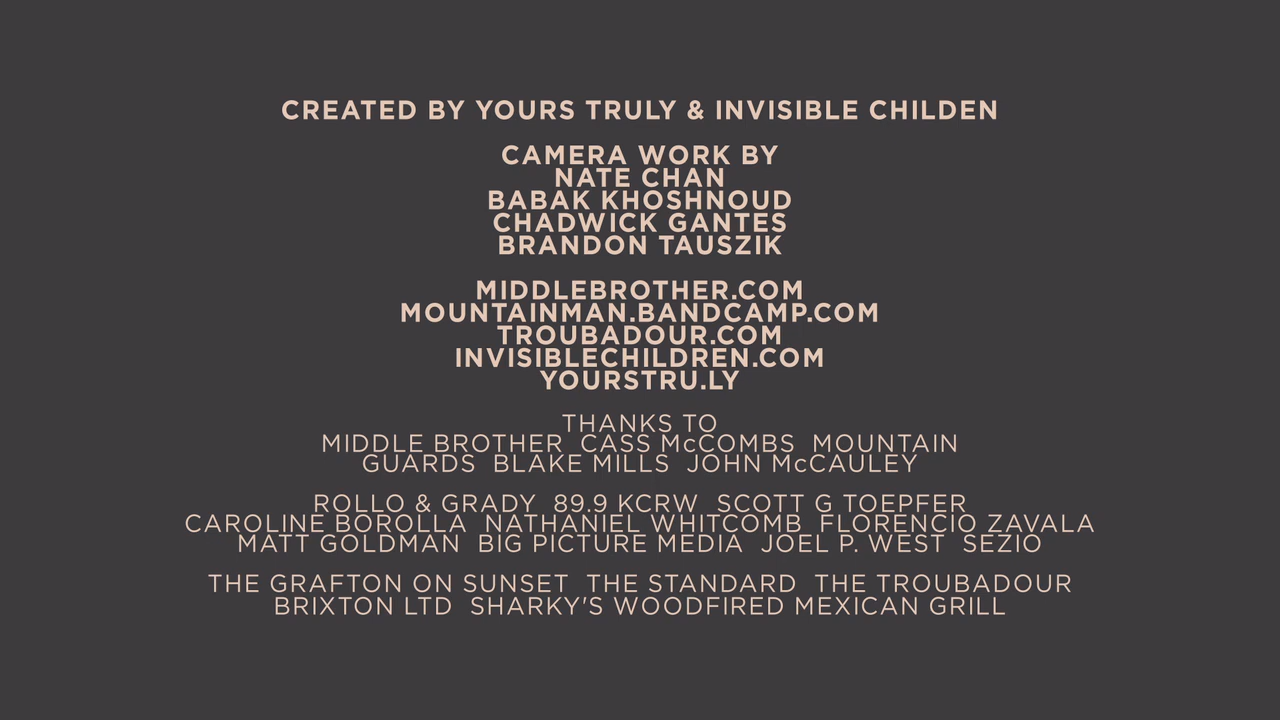 CREATED BY YOURS TRULY & INVISIBLE CHILDEN
CAMERA WORK BY
NATE CHAN
BABAK KHOSHNOUD
CHADWICK GANTES
BRANDON TAUSZIK
MIDDLEBROTHER.COM
MOUNTAINMAN.BANDCAMP.COM
TROUBADOUR.COM
INVISIBLECHILDREN.COM
YOURSTRU.LY
THANKS TO
MIDDLE BROTHER CASS McCOMBS MOUNTAIN
GUARDS BLAKE MILLS JOHN McCAULEY
ROLLO & GRADY 89.9 KCRW SCOTT G TOEPFER
CAROLINE BOROLLA NATHANIEL WHITCOMB FLORENCIO ZAVALA
MATT GOLDMAN BIG PICTURE MEDIA JOEL P. WEST SEZIO
THE GRAFTON ON SUNSET THE STANDARD THE TROUBADOUR
BRIXTON LTD SHARKY'S WOODFIRED MEXICAN GRILL